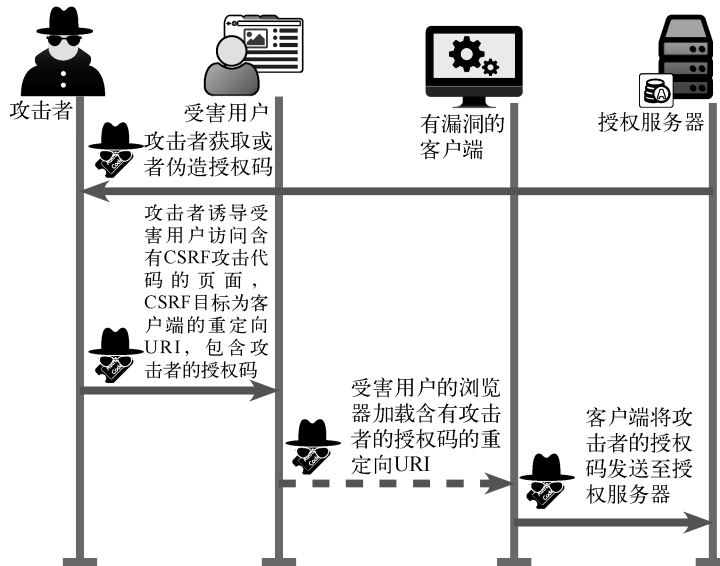 攻击者
受害用户
有漏洞的
客户端
授权服务器
攻击者获取或
者伪造授权码
攻击者诱导受
害用户访问含
有CSRF攻击代
码的页面，
CSRF目标为客
户端的重定向
URI，包含攻
击者的授权码
受害用户的浏览
器加载含有攻击
者的授权码的重
定向URI
客户端将攻
击者的授权
码发送至授
权服务器